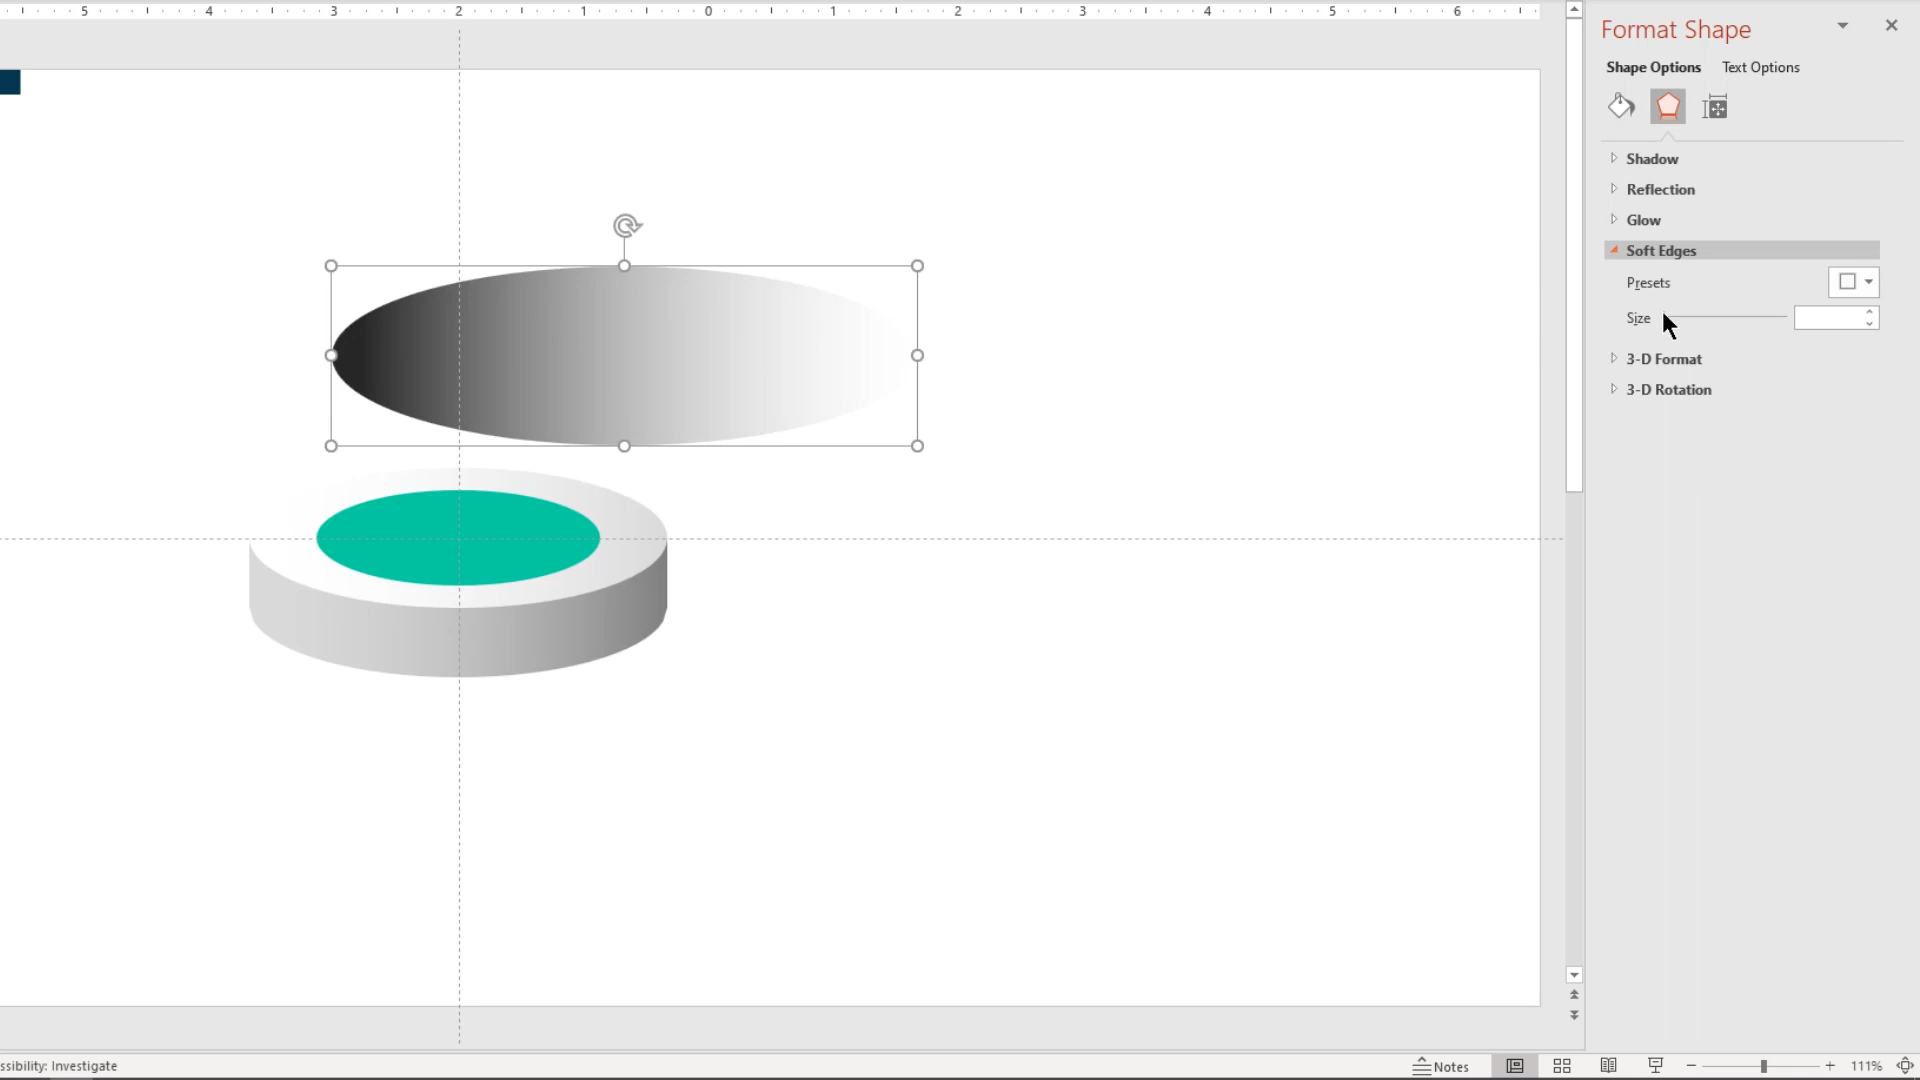 5 4 3 2 1 0 1 2 3 4 5 6
Format Shape
Shape Options Text Options
Shadow
Reflection
Glow
Soft Edges
Presets
Size
3-D Format
3-D Rotation
ssibility: Investigate
Notes
111%